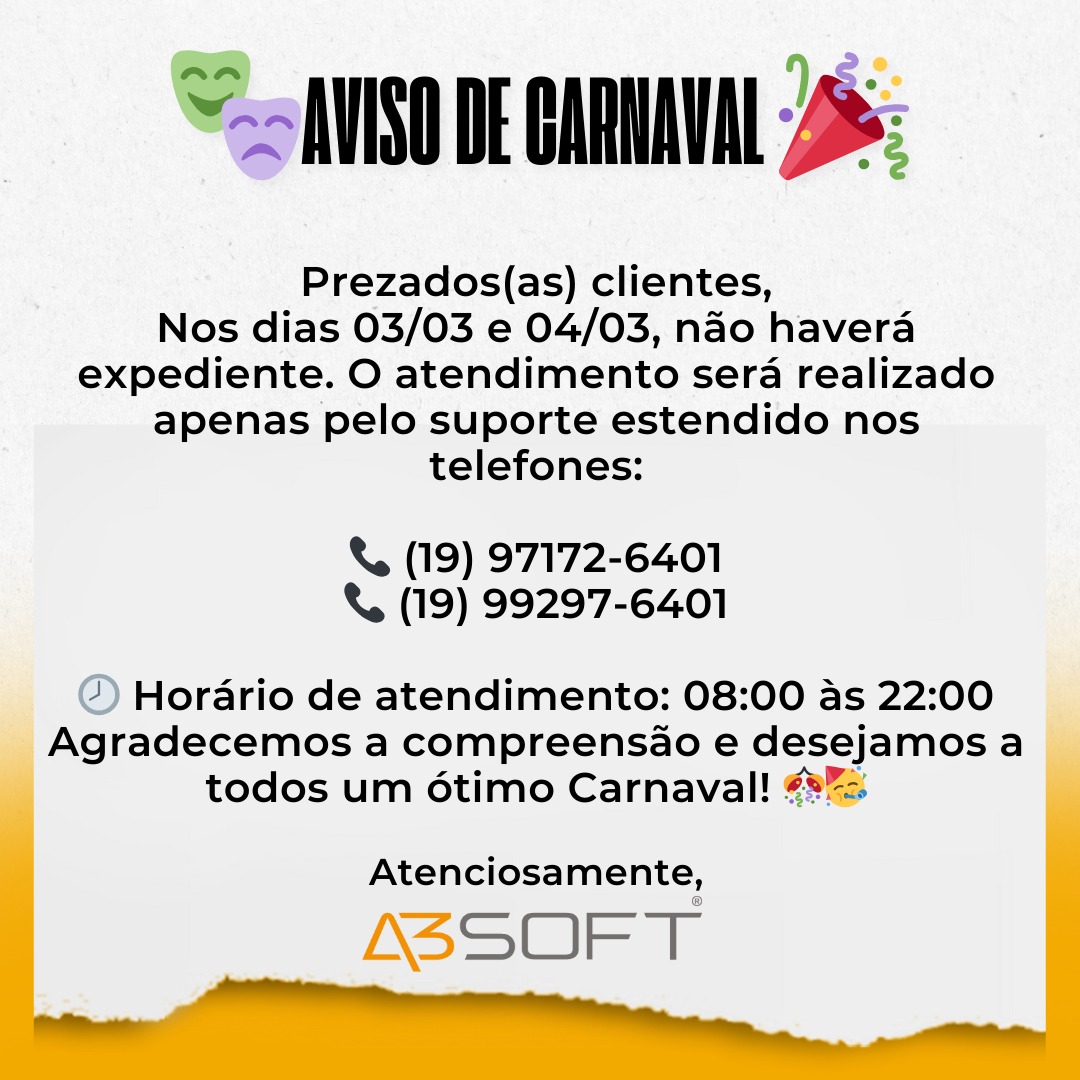 AVISO DE CARNAVAL
Prezados(as) clientes,
Nos dias 03/03 e 04/03, não haverá
expediente. O atendimento será realizado
apenas pelo suporte estendido nos
telefones:
(19) 97172-6401
(19) 99297-6401
Horário de atendimento: 08:00 às 22:00
Agradecemos a compreensão e desejamos a
todos um ótimo Carnaval!
Atenciosamente,
A3SOFT®